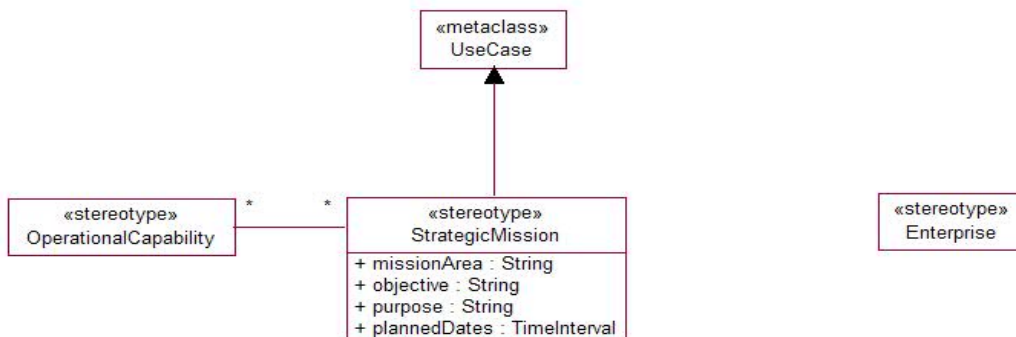 «metaclass»
UseCase
«stereotype»
OperationalCapability
* *
«stereotype»
StrategicMission
+ missionArea : String
+ objective : String
+ purpose : String
+ plannedDates : TimeInterval
«stereotype»
Enterprise